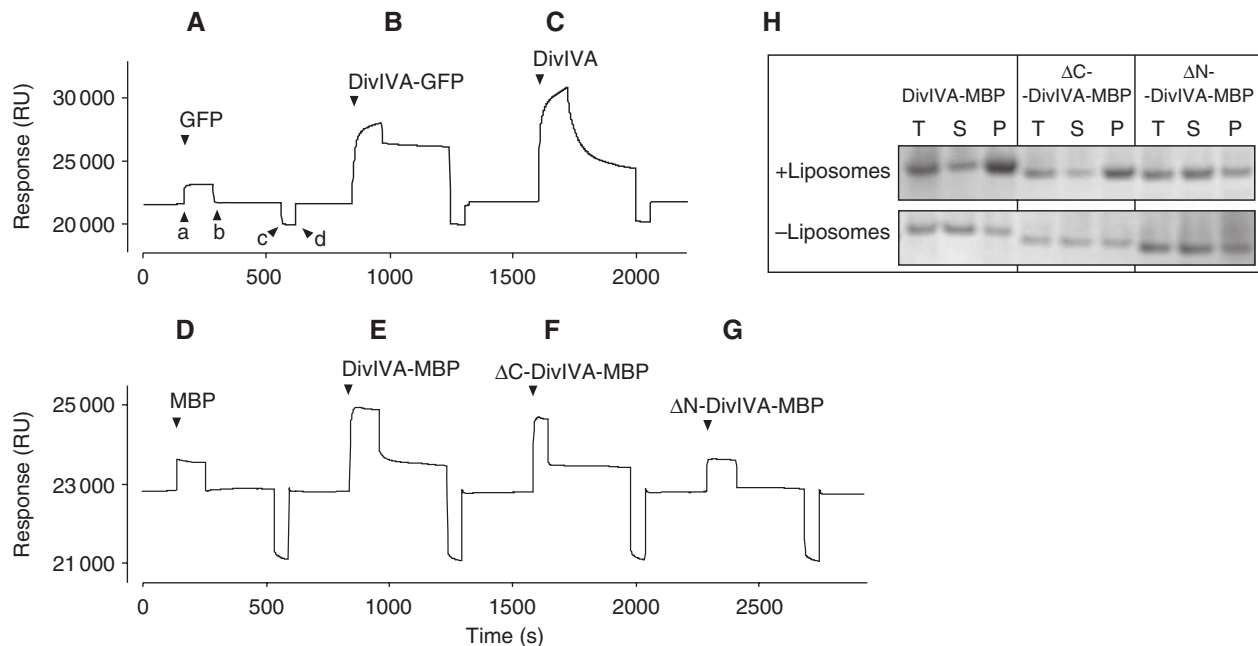 A B C
Response (RU)
30 000
25 000
20 000
GFP
DivIVA-GFP
DivIVA
a b c d
0 500 1000 1500 2000
D E F G
Response (RU)
25 000
23 000
21 000
MBP
DivIVA-MBP
ΔC-DivIVA-MBP
ΔN-DivIVA-MBP
0 500 1000 1500 2000 2500
Time (s)
H
DivIVA-MBP
ΔC-
-DivIVA-MBP
ΔN-
-DivIVA-MBP
T S P T S P T S P
+Liposomes
–Liposomes